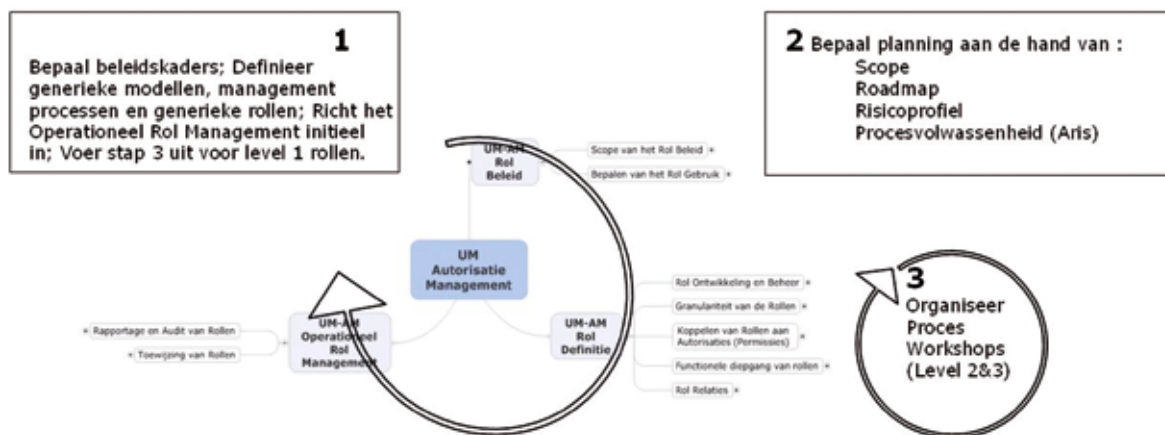 1
Bepaal beleidskaders; Definieer
generieke modellen, management
processen en generieke rollen; Richt het
Operationeel Rol Management initieel
in; Voer stap 3 uit voor level 1 rollen.
2 Bepaal planning aan de hand van :
Scope
Roadmap
Risicoprofiel
Procesvolwassenheid (Aris)
UM-AM
Rol
Beleid
Scope van het Rol Beleid
Bepalen van het Rol Gebruik
UM
Autorisatie
Management
UM-AM
Operationeel
Rol
Management
Rapportage en Audit van Rollen
Toewijzing van Rollen
UM-AM
Rol
Definitie
Rol Ontwikkeling en Beheer
Granulariteit van de Rollen
Koppelen van Rollen aan
Autorisaties (Permissies)
Functionele diepgang van rollen
Rol Relaties
3
Organiseer
Proces
Workshops
(Level 2&3)